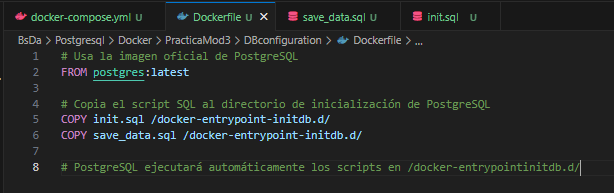 docker-compose.yml U
Dockerfile U
save_data.sql U
init.sql U
BsDa > Postgresql > Docker > PracticaMod3 > DBconfiguration > Dockerfile > ...
1 # Usa la imagen oficial de PostgreSQL
2 FROM postgres:latest
3
4 # Copia el script SQL al directorio de inicialización de PostgreSQL
5 COPY init.sql /docker-entrypoint-initdb.d/
6 COPY save_data.sql /docker-entrypoint-initdb.d/
7
8 # PostgreSQL ejecutará automáticamente los scripts en /docker-entrypointinitdb.d/